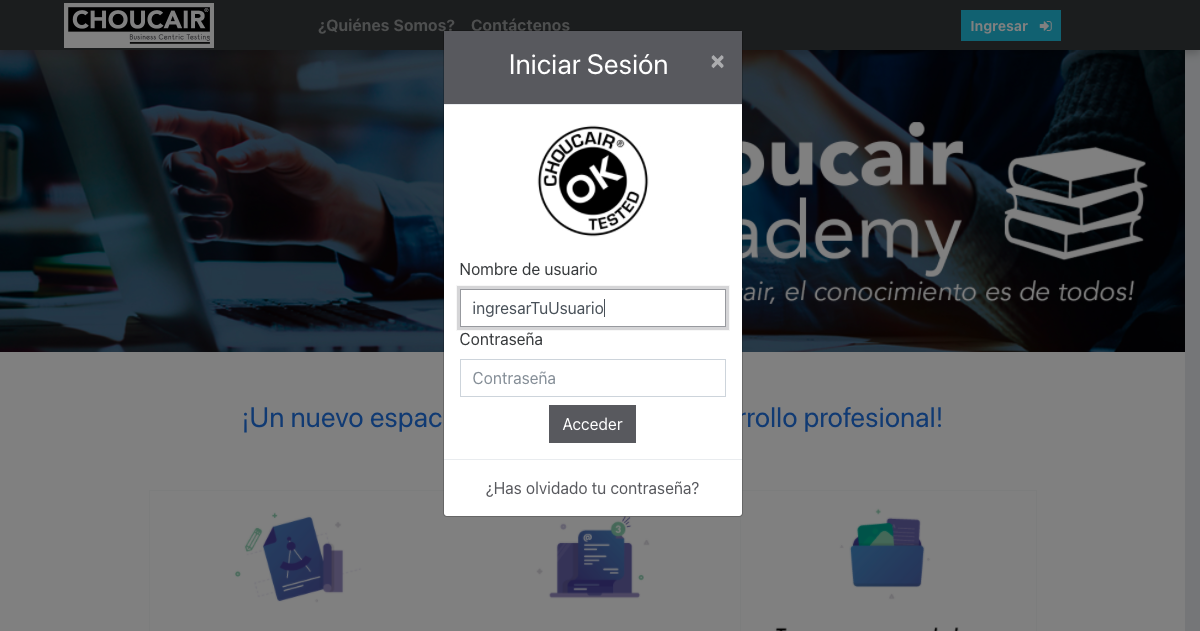 CHOUCAIR®
Business Centric Testing
¿Quiénes Somos? Contáctenos
Ingresar
Iniciar Sesión
×
CHOUCAIR®
OK
TESTED
Nombre de usuario
ingresarTuUsuario
Contraseña
Contraseña
Acceder
¿Has olvidado tu contraseña?
oucair
ademy
air, el conocimiento es de todos!
¡Un nuevo espac
rrollo profesional!
3